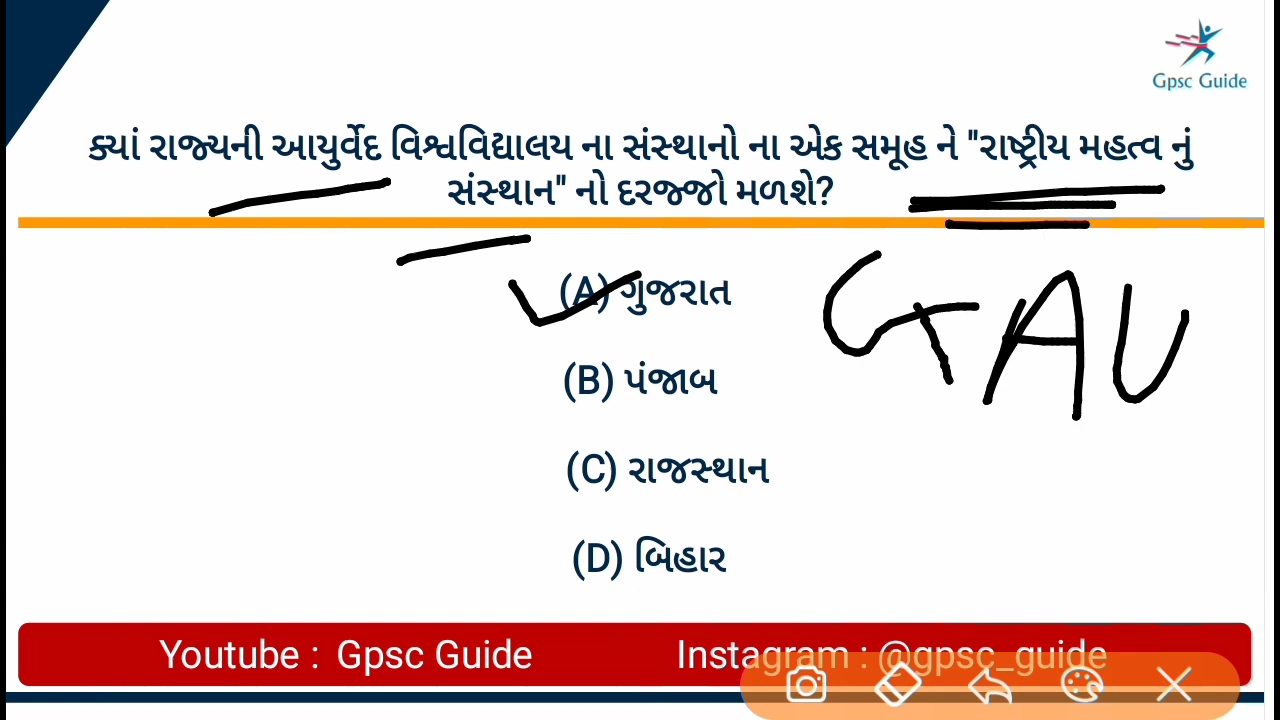 Gpsc Guide
ક્યાં રાજ્યની આયુર્વેદ વિશ્વવિદ્યાલય ના સંસ્થાનો ના એક સમૂહ ને "રાષ્ટ્રીય મહત્વ નું
સંસ્થાન" નો દરજ્જો મળશે?
(A) ગુજરાત
GAU
(B) પંજાબ
(C) રાજસ્થાન
(D) બિહાર
Youtube : Gpsc Guide Instagram : @gpsc_guide